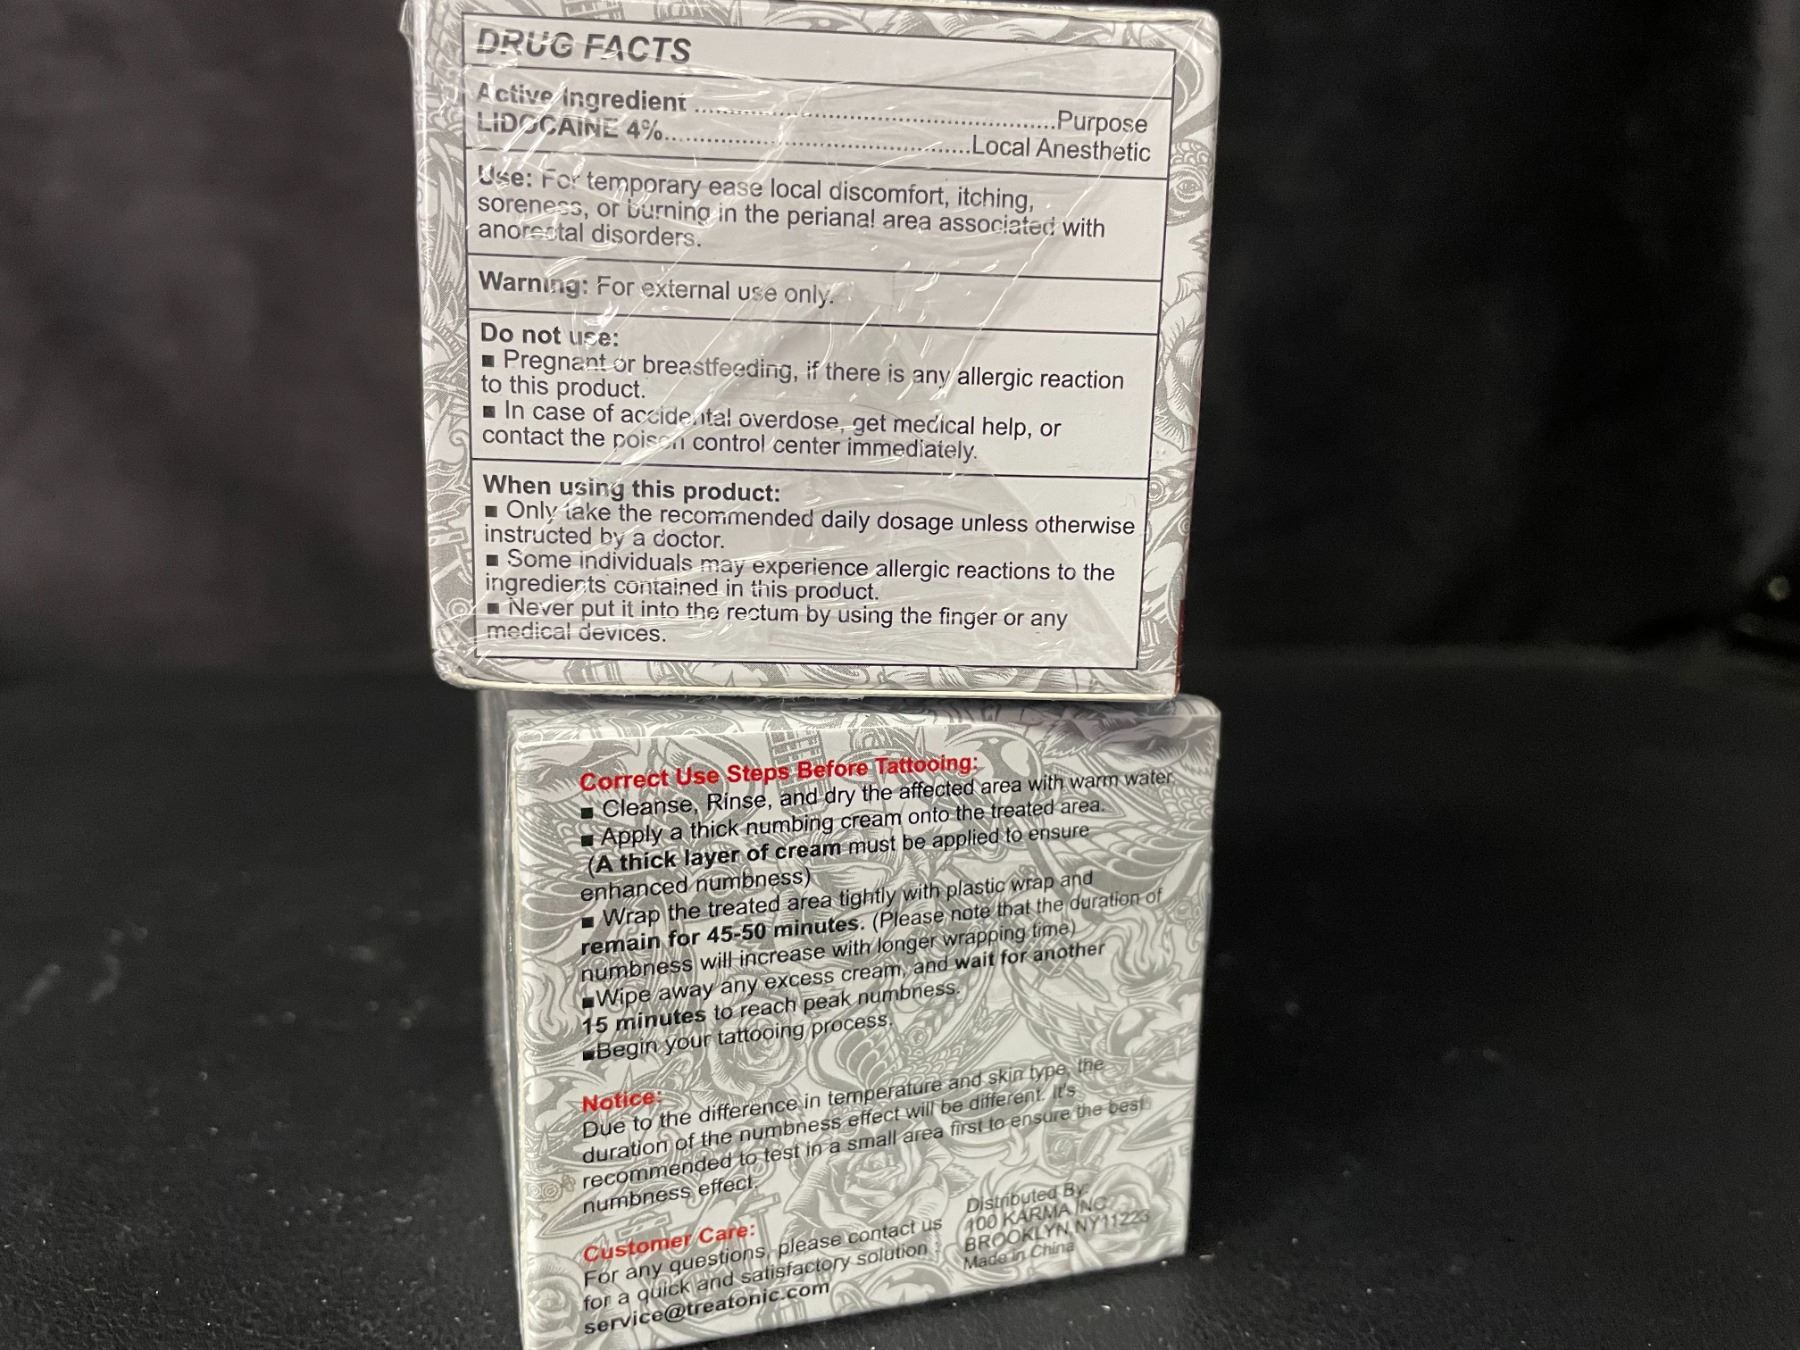 DRUG FACTS
Active Ingredient ..........................................................Purpose
LIDOCAINE 4%..................................................Local Anesthetic
Use: For temporary ease local discomfort, itching,
soreness, or burning in the perianal area associated with
anorectal disorders.
Warning: For external use only.
Do not use:
■ Pregnant or breastfeeding, if there is any allergic reaction
to this product.
■ In case of accidental overdose, get medical help, or
contact the poison control center immediately.
When using this product:
■ Only take the recommended daily dosage unless otherwise
instructed by a doctor.
■ Some individuals may experience allergic reactions to the
ingredients contained in this product.
■ Never put it into the rectum by using the finger or any
medical devices.
Correct Use Steps Before Tattooing:
■ Cleanse, Rinse, and dry the affected area with warm water.
■ Apply a thick numbing cream onto the treated area.
(A thick layer of cream must be applied to ensure
enhanced numbness)
■ Wrap the treated area tightly with plastic wrap and
remain for 45-50 minutes. (Please note that the duration of
numbness will increase with longer wrapping time)
■Wipe away any excess cream, and wait for another
15 minutes to reach peak numbness.
■Begin your tattooing process.
Notice:
Due to the difference in temperature and skin type, the
duration of the numbness effect will be different. It's
recommended to test in a small area first to ensure the best
numbness effect.
Customer Care:
For any questions, please contact us
for a quick and satisfactory solution :
service@treatonic.com
Distributed By:
100 KARMA INC
BROOKLYN,NY11223
Made in China